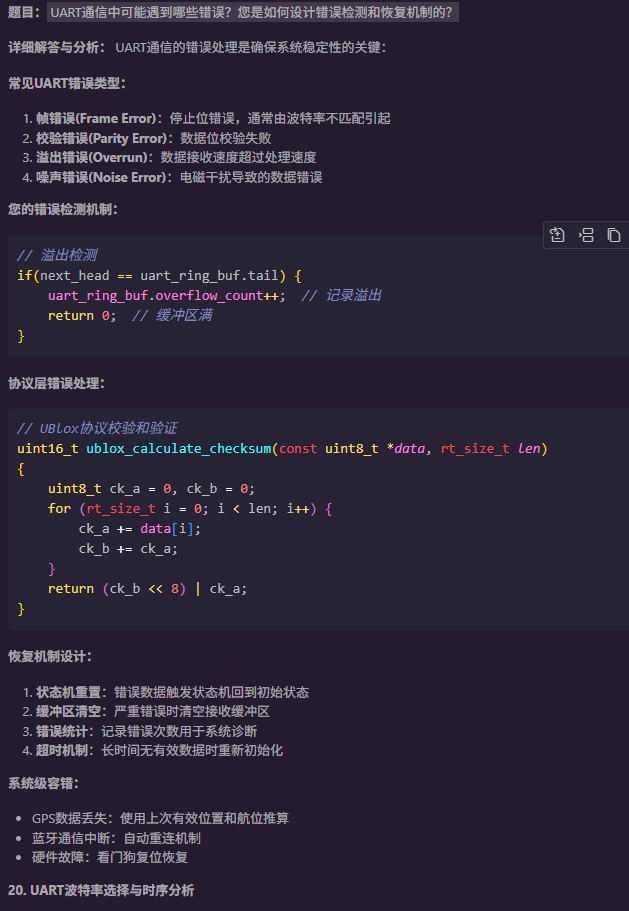 题目： UART通信中可能遇到哪些错误？您是如何设计错误检测和恢复机制的？
详细解答与分析： UART通信的错误处理是确保系统稳定性的关键：
常见UART错误类型：
1. 帧错误(Frame Error)：停止位错误，通常由波特率不匹配引起
2. 校验错误(Parity Error)：数据位校验失败
3. 溢出错误(Overrun)：数据接收速度超过处理速度
4. 噪声错误(Noise Error)：电磁干扰导致的数据错误
您的错误检测机制：
// 溢出检测
if(next_head == uart_ring_buf.tail) {
    uart_ring_buf.overflow_count++;  // 记录溢出
    return 0;  // 缓冲区满
}
协议层错误处理：
// UBlox协议校验和验证
uint16_t ublox_calculate_checksum(const uint8_t *data, rt_size_t len)
{
    uint8_t ck_a = 0, ck_b = 0;
    for (rt_size_t i = 0; i < len; i++) {
        ck_a += data[i];
        ck_b += ck_a;
    }
    return (ck_b << 8) | ck_a;
}
恢复机制设计：
1. 状态机重置：错误数据触发状态机回到初始状态
2. 缓冲区清空：严重错误时清空接收缓冲区
3. 错误统计：记录错误次数用于系统诊断
4. 超时机制：长时间无有效数据时重新初始化
系统级容错：
• GPS数据丢失：使用上次有效位置和航位推算
• 蓝牙通信中断：自动重连机制
• 硬件故障：看门狗复位恢复
20. UART波特率选择与时序分析